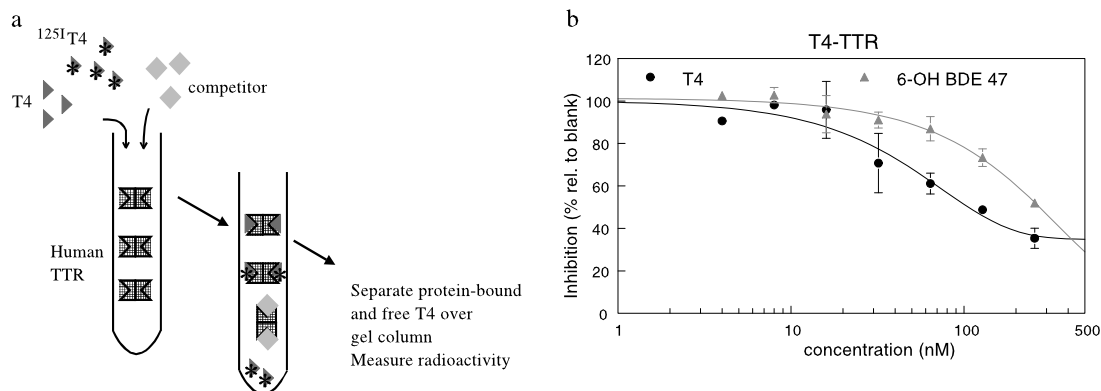 a
125I T4
T4
competitor
Human
TTR
Separate protein-bound
and free T4 over
gel column
Measure radioactivity
b
T4-TTR
T4
6-OH BDE 47
Inhibition (% rel. to blank)
120
100
80
60
40
20
0
1
10
100
500
concentration (nM)